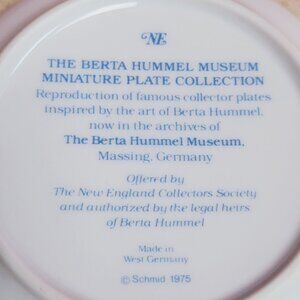 NE
THE BERTA HUMMEL MUSEUM
MINIATURE PLATE COLLECTION
Reproduction of famous collector plates
inspired by the art of Berta Hummel,
now in the archives of
The Berta Hummel Museum,
Massing, Germany
Offered by
The New England Collectors Society
and authorized by the legal heirs
of Berta Hummel
Made in
West Germany
© Schmid 1975